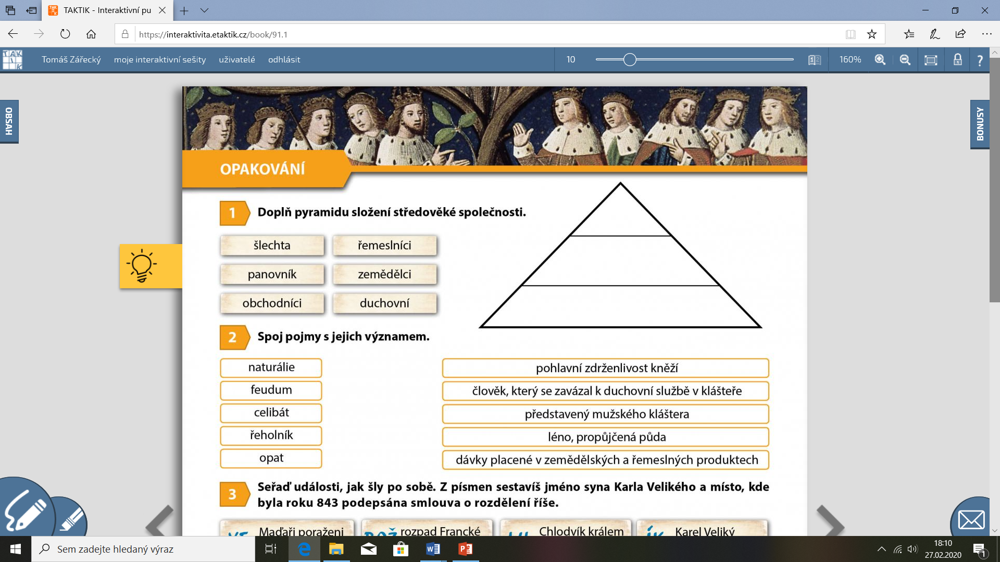 TAKTIK - Interaktivní pu
https://interaktivita.etaktik.cz/book/91.1
TAK
TIK
Tomáš Zářecký moje interaktivní sešity uživatelé odhlásit
10
160%
?
OBSAH
BONUSY
OPAKOVÁNÍ
1 Doplň pyramidu složení středověké společnosti.
šlechta řemeslníci
panovník zemědělci
obchodníci duchovní
2 Spoj pojmy s jejich významem.
naturálie pohlavní zdrženlivost kněží
feudum člověk, který se zavázal k duchovní službě v klášteře
celibát představený mužského kláštera
řeholník léno, propůjčená půda
opat dávky placené v zemědělských a řemeslných produktech
3 Seřaď události, jak šly po sobě. Z písmen sestavíš jméno syna Karla Velikého a místo, kde
byla roku 843 podepsána smlouva o rozdělení říše.
Maďaři poraženi rozpad Francké Chlodvík králem Karel Veliký
Sem zadejte hledaný výraz
18:10
27.02.2020
1